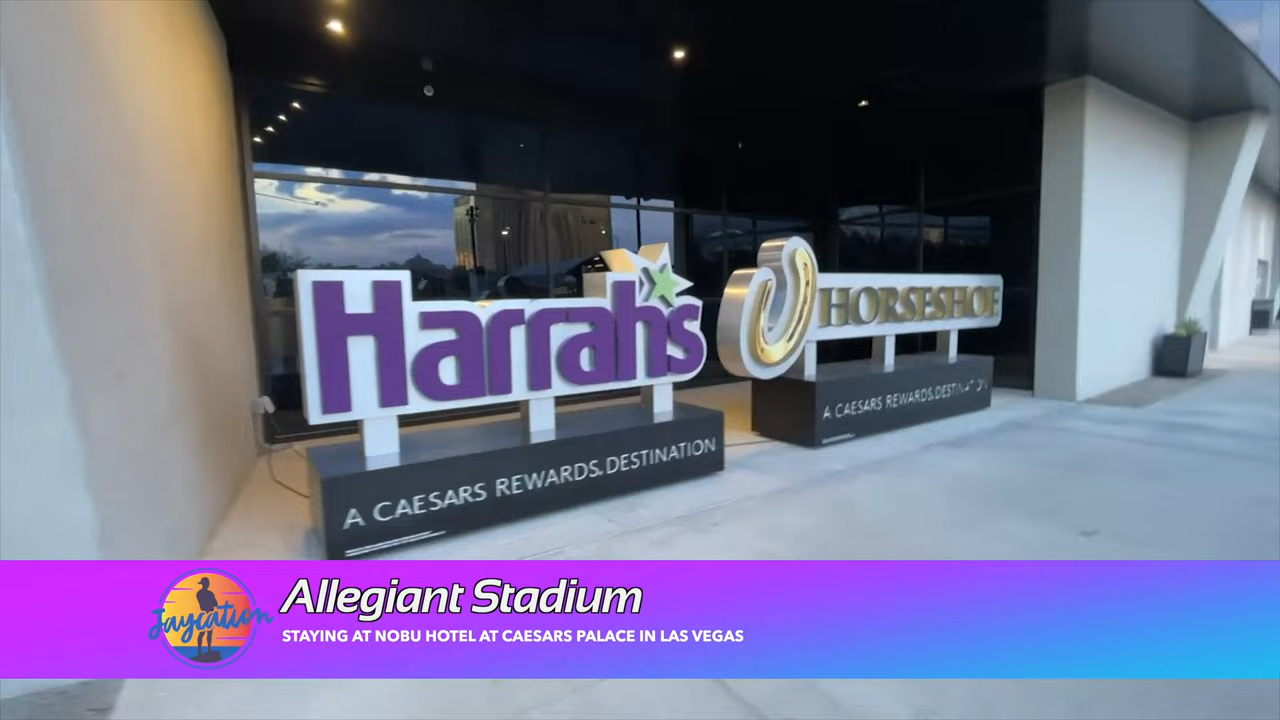 Harrah's
HORSESHOE
A CAESARS REWARDS DESTINATION
A CAESARS REWARDS DESTINATION
Jaycation
Allegiant Stadium
STAYING AT NOBU HOTEL AT CAESARS PALACE IN LAS VEGAS